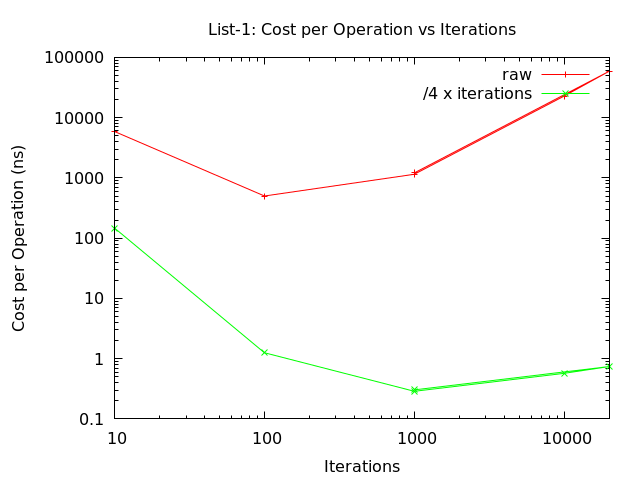 List-1: Cost per Operation vs Iterations
100000
raw
/4 x iterations
10000
1000
100
10
1
0.1
Cost per Operation (ns)
10 100 1000 10000
Iterations